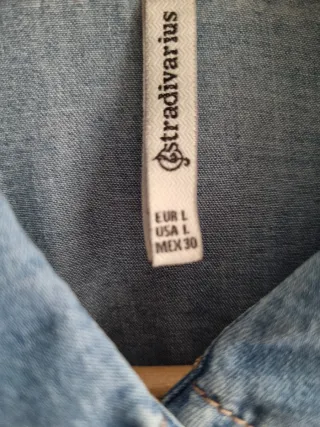 stradivarius
EUR L
USA L
MEX 30